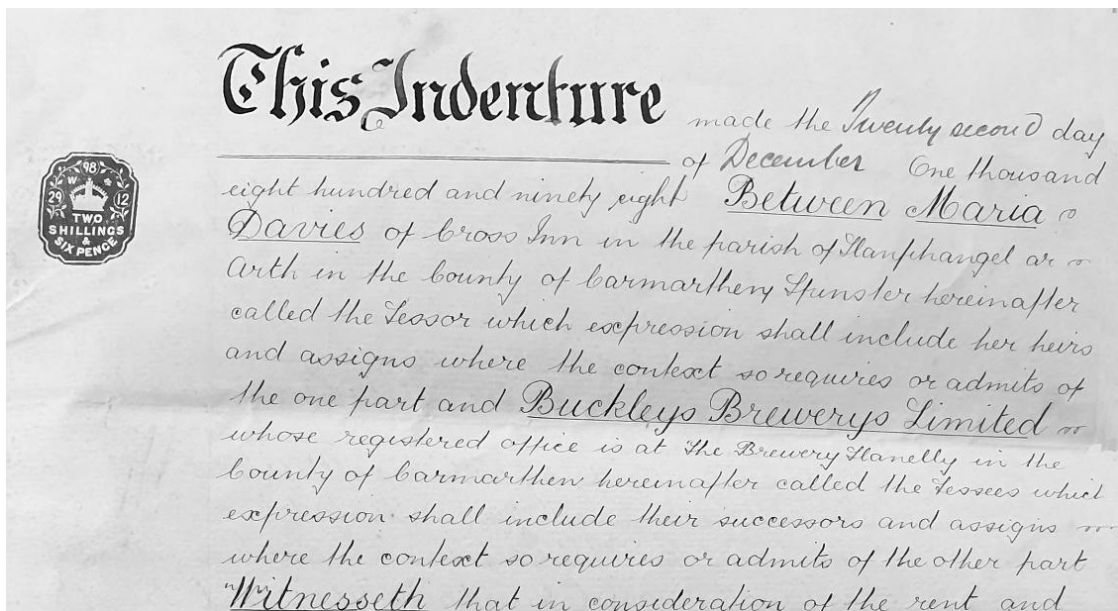 This Indenture made the Twenty second day
of December One thousand
eight hundred and ninety eight Between Maria
Davies of Cross Inn in the parish of Llanfihangel ar
Arth in the County of Carmarthen Spinster hereinafter
called the Lessor which expression shall include her heirs
and assigns where the context so requires or admits of
the one part and Buckleys Brewerys Limited
whose registered office is at The Brewery Llanelly in the
County of Carmarthen hereinafter called the Lessees which
expression shall include their successors and assigns
where the context so requires or admits of the other part
Witnesseth that in consideration of the rent and
98
W
29 12
TWO
SHILLINGS
&
SIX PENCE